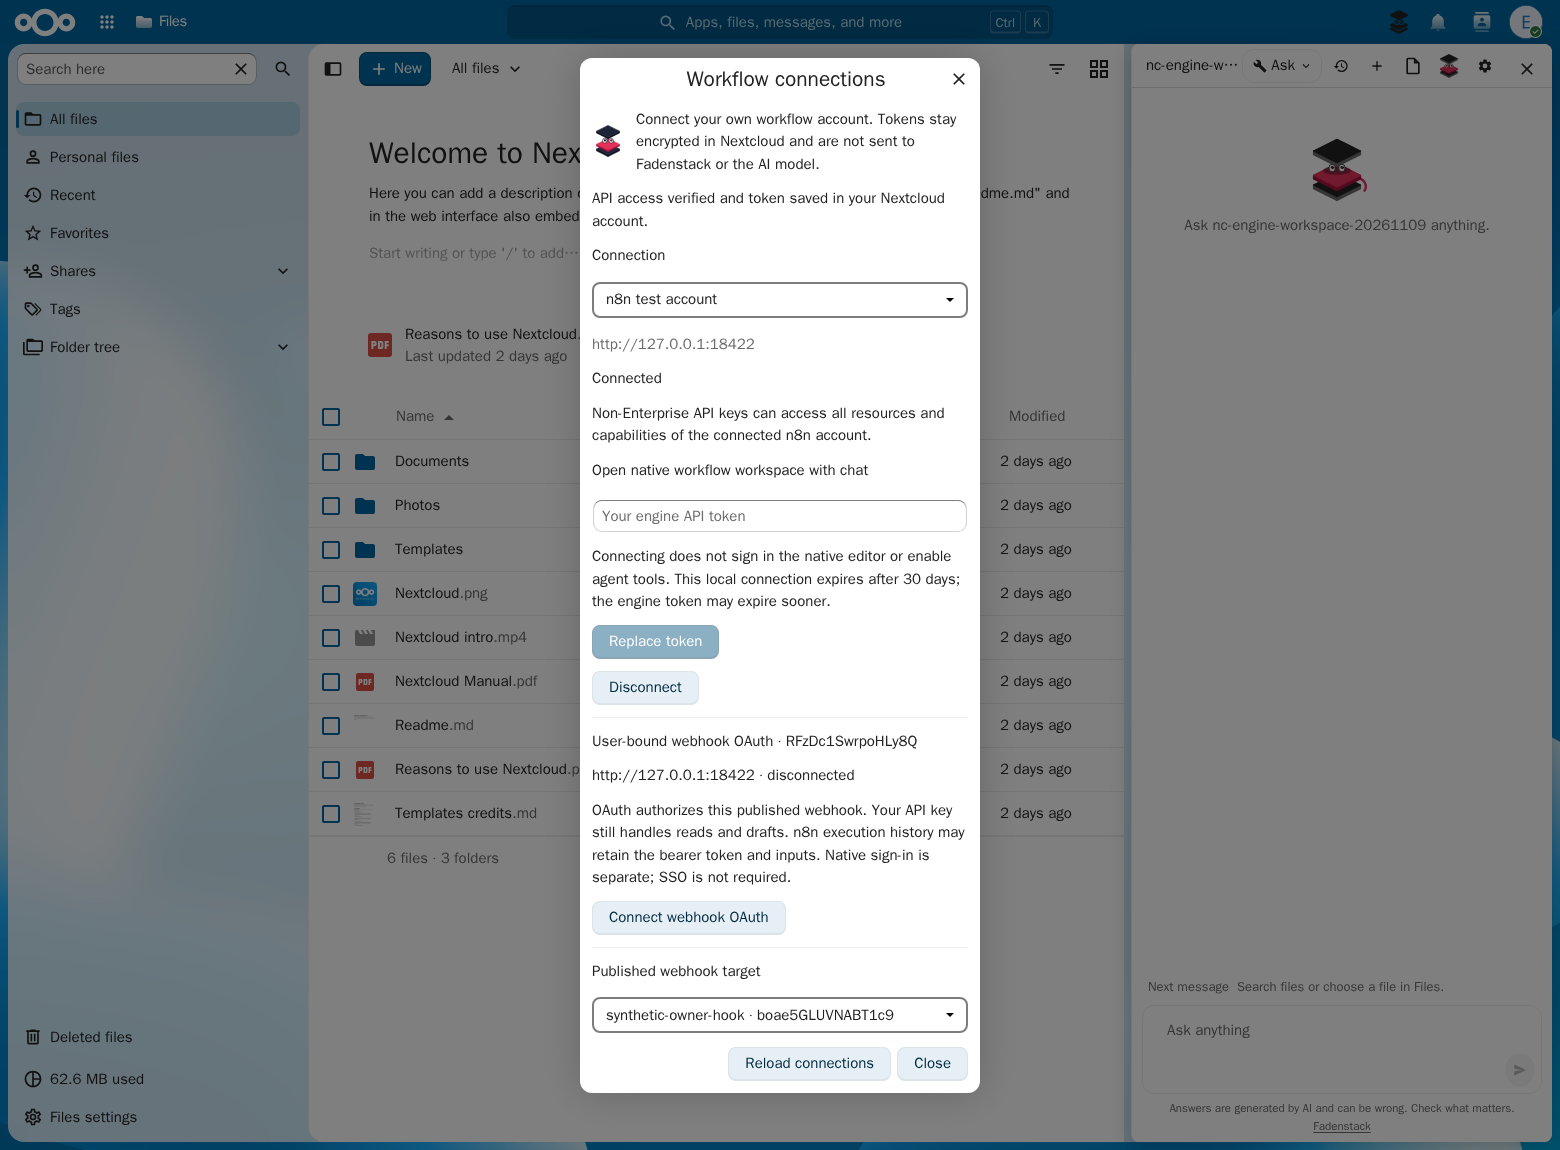 Files
Apps, files, messages, and more
Ctrl
K
E
Search here
New
All files
All files
Personal files
Recent
Favorites
Shares
Tags
Folder tree
Deleted files
62.6 MB used
Files settings
Welcome to Nex
Here you can add a description
dme.md" and
in the web interface also embed
Start writing or type '/' to add…
PDF
Reasons to use Nextcloud.
Last updated 2 days ago
Name
Modified
Documents
2 days ago
Photos
2 days ago
Templates
2 days ago
Nextcloud.png
2 days ago
Nextcloud intro.mp4
2 days ago
PDF
Nextcloud Manual.pdf
2 days ago
Readme.md
2 days ago
PDF
Reasons to use Nextcloud.p
2 days ago
Templates credits.md
2 days ago
6 files · 3 folders
Workflow connections
Connect your own workflow account. Tokens stay
encrypted in Nextcloud and are not sent to
Fadenstack or the AI model.
API access verified and token saved in your Nextcloud
account.
Connection
n8n test account
http://127.0.0.1:18422
Connected
Non-Enterprise API keys can access all resources and
capabilities of the connected n8n account.
Open native workflow workspace with chat
Your engine API token
Connecting does not sign in the native editor or enable
agent tools. This local connection expires after 30 days;
the engine token may expire sooner.
Replace token
Disconnect
User-bound webhook OAuth · RFzDc1SwrpoHLy8Q
http://127.0.0.1:18422 · disconnected
OAuth authorizes this published webhook. Your API key
still handles reads and drafts. n8n execution history may
retain the bearer token and inputs. Native sign-in is
separate; SSO is not required.
Connect webhook OAuth
Published webhook target
synthetic-owner-hook · boae5GLUVNABT1c9
Reload connections
Close
nc-engine-w…
Ask
Ask nc-engine-workspace-20261109 anything.
Next message Search files or choose a file in Files.
Ask anything
Answers are generated by AI and can be wrong. Check what matters.
Fadenstack